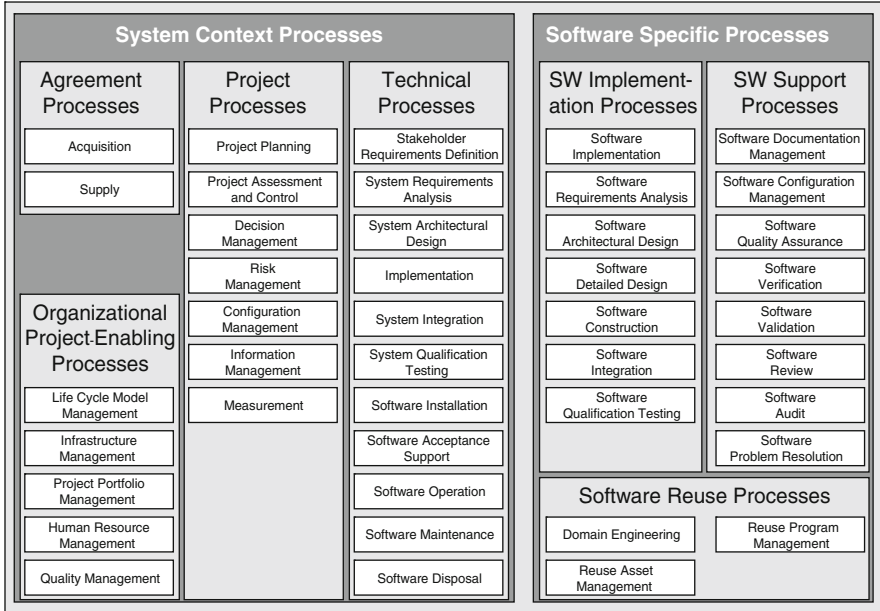 System Context Processes
Agreement
Processes
Acquisition
Supply
Organizational
Project-Enabling
Processes
Life Cycle Model
Management
Infrastructure
Management
Project Portfolio
Management
Human Resource
Management
Quality Management
Project
Processes
Project Planning
Project Assessment
and Control
Decision
Management
Risk
Management
Configuration
Management
Information
Management
Measurement
Technical
Processes
Stakeholder
Requirements Definition
System Requirements
Analysis
System Architectural
Design
Implementation
System Integration
System Qualification
Testing
Software Installation
Software Acceptance
Support
Software Operation
Software Maintenance
Software Disposal
Software Specific Processes
SW Implement-
ation Processes
Software
Implementation
Software
Requirements Analysis
Software
Architectural Design
Software
Detailed Design
Software
Construction
Software
Integration
Software
Qualification Testing
SW Support
Processes
Software Documentation
Management
Software Configuration
Management
Software
Quality Assurance
Software
Verification
Software
Validation
Software
Review
Software
Audit
Software
Problem Resolution
Software Reuse Processes
Domain Engineering
Reuse Asset
Management
Reuse Program
Management